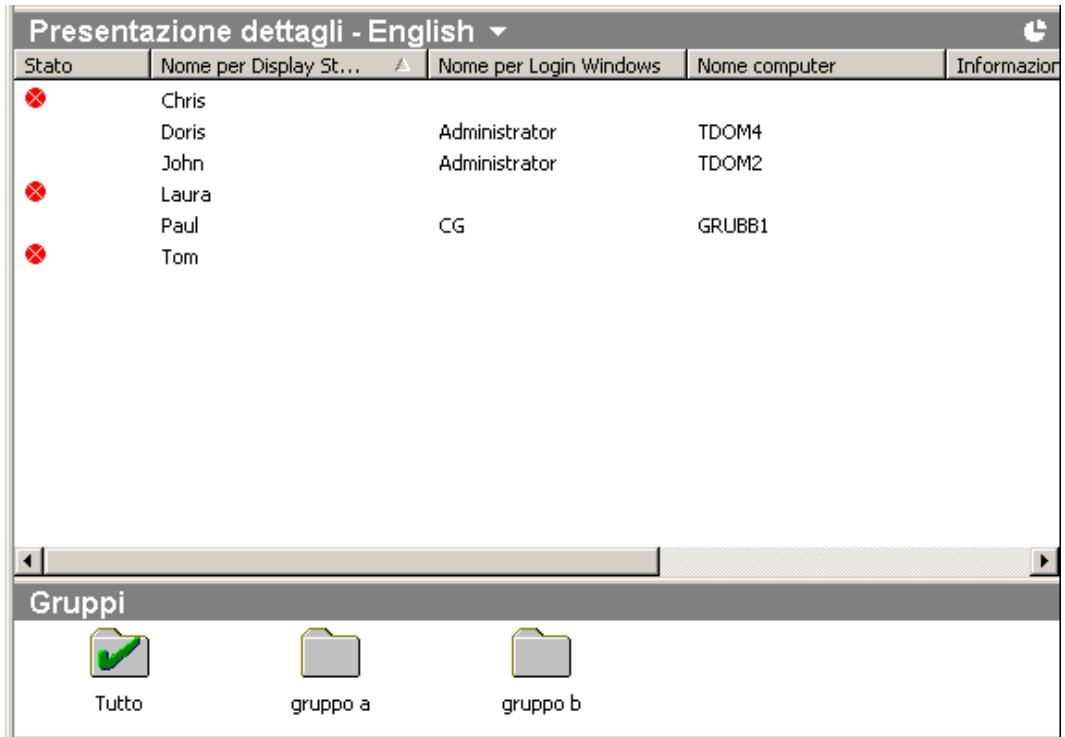 Presentazione dettagli - English
Stato Nome per Display St... Nome per Login Windows Nome computer Informazion
Chris
Doris Administrator TDOM4
John Administrator TDOM2
Laura
Paul CG GRUBB1
Tom
Gruppi
Tutto gruppo a gruppo b